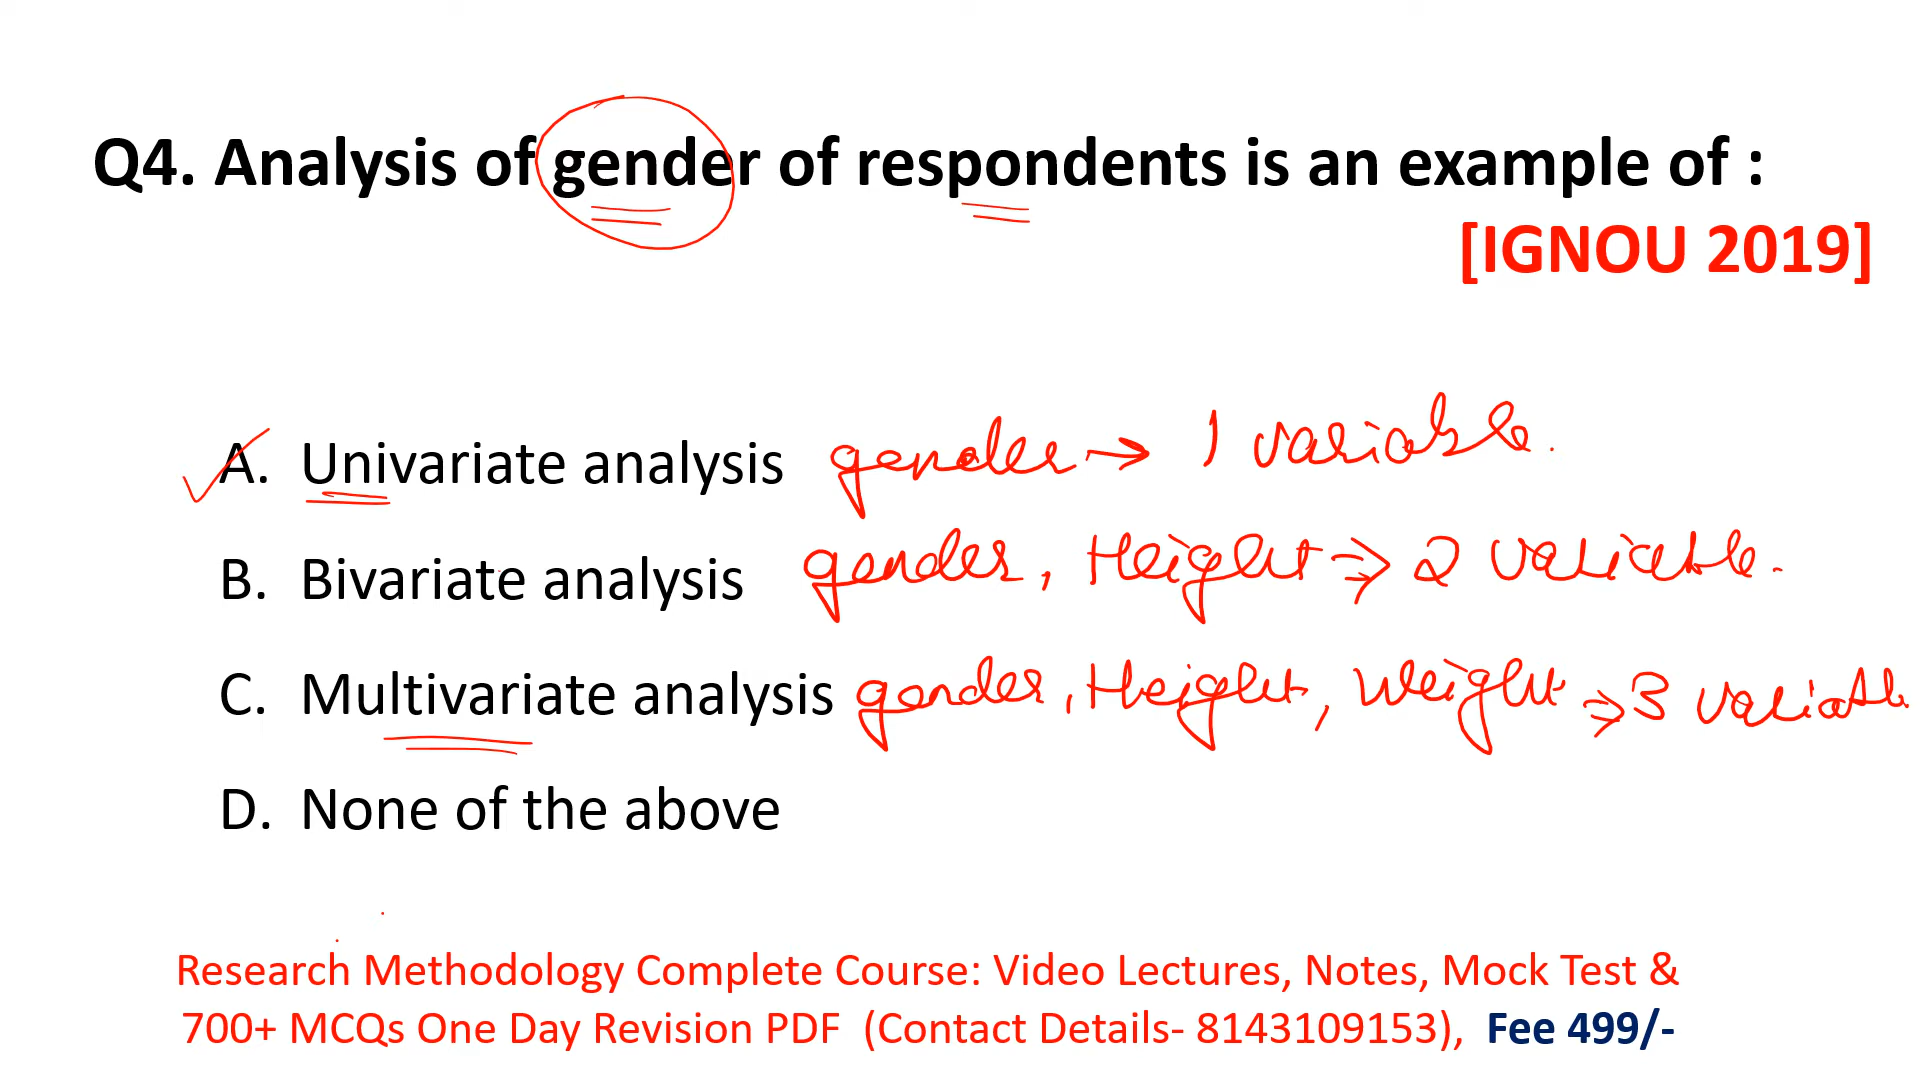 Q4. Analysis of gender of respondents is an example of :
[IGNOU 2019]
A. Univariate analysis gender → 1 variable.
B. Bivariate analysis gender, Height ⇒ 2 variable.
C. Multivariate analysis gender, Height, Weight ⇒ 3 variable
D. None of the above
Research Methodology Complete Course: Video Lectures, Notes, Mock Test &
700+ MCQs One Day Revision PDF (Contact Details- 8143109153), Fee 499/-